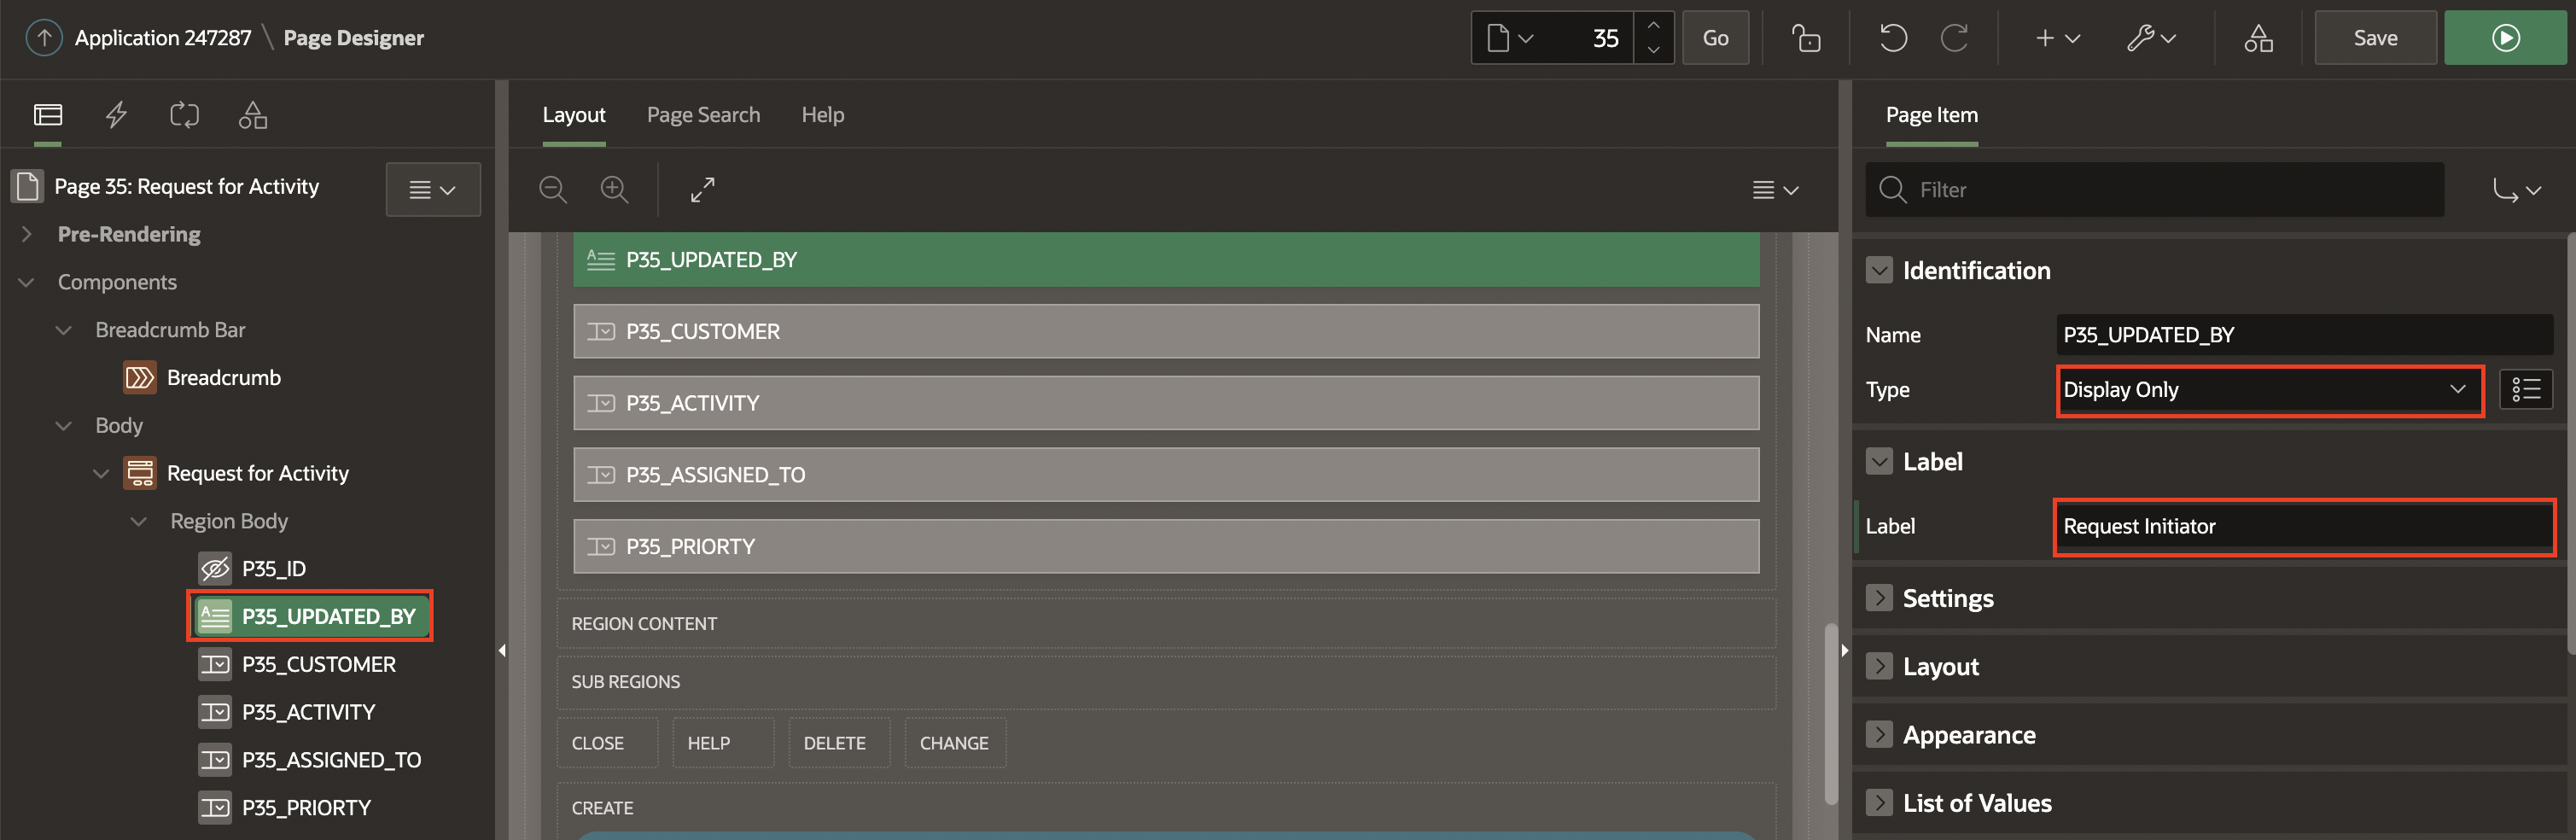 Application 247287 \ Page Designer
35
Go
Save
Layout
Page Search
Help
Page Item
Page 35: Request for Activity
Pre-Rendering
Components
Breadcrumb Bar
Breadcrumb
Body
Request for Activity
Region Body
P35_ID
P35_UPDATED_BY
P35_CUSTOMER
P35_ACTIVITY
P35_ASSIGNED_TO
P35_PRIORTY
P35_UPDATED_BY
P35_CUSTOMER
P35_ACTIVITY
P35_ASSIGNED_TO
P35_PRIORTY
REGION CONTENT
SUB REGIONS
CLOSE
HELP
DELETE
CHANGE
CREATE
Filter
Identification
Name
P35_UPDATED_BY
Type
Display Only
Label
Label
Request Initiator
Settings
Layout
Appearance
List of Values